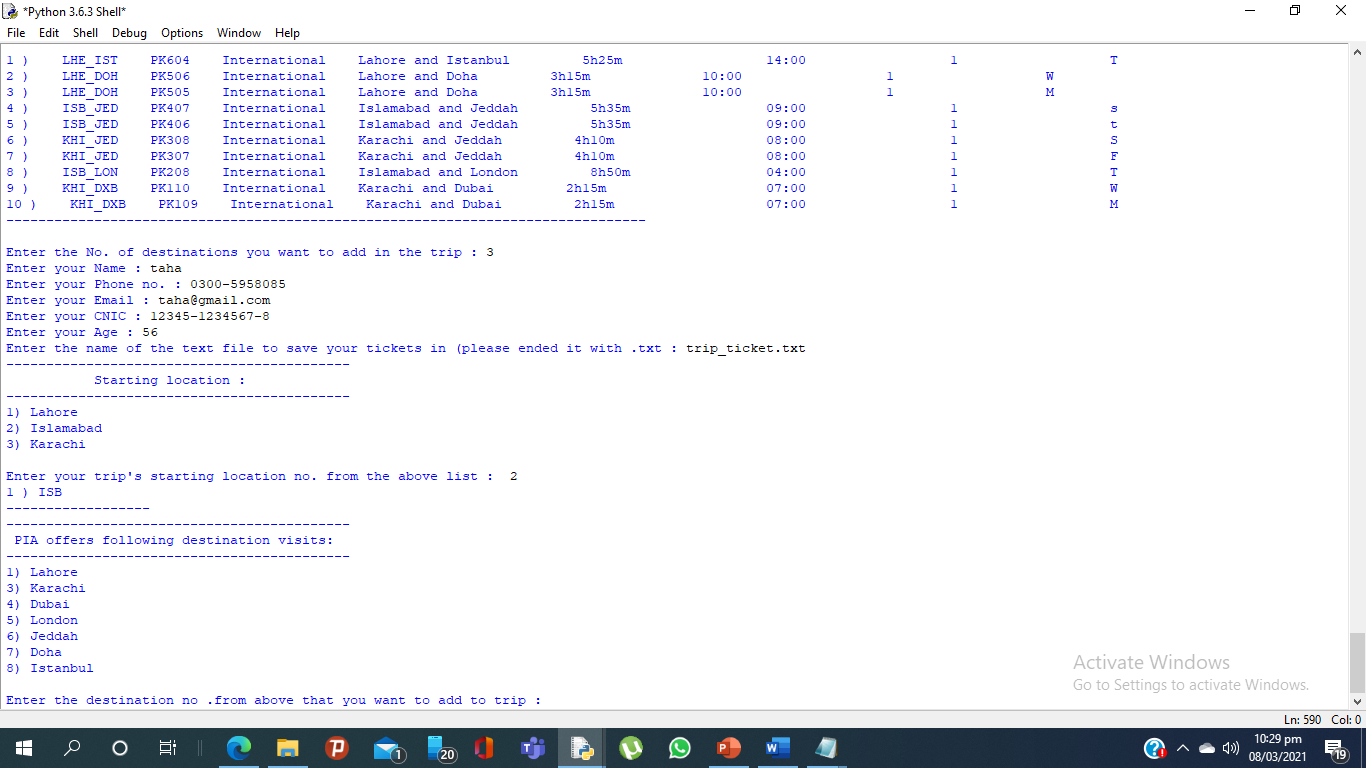 *Python 3.6.3 Shell*
File Edit Shell Debug Options Window Help
1 ) LHE_IST PK604 International Lahore and Istanbul 5h25m 14:00 1 T
2 ) LHE_DOH PK506 International Lahore and Doha 3h15m 10:00 1 W
3 ) LHE_DOH PK505 International Lahore and Doha 3h15m 10:00 1 M
4 ) ISB_JED PK407 International Islamabad and Jeddah 5h35m 09:00 1 s
5 ) ISB_JED PK406 International Islamabad and Jeddah 5h35m 09:00 1 t
6 ) KHI_JED PK308 International Karachi and Jeddah 4h10m 08:00 1 S
7 ) KHI_JED PK307 International Karachi and Jeddah 4h10m 08:00 1 F
8 ) ISB_LON PK208 International Islamabad and London 8h50m 04:00 1 T
9 ) KHI_DXB PK110 International Karachi and Dubai 2h15m 07:00 1 W
10 ) KHI_DXB PK109 International Karachi and Dubai 2h15m 07:00 1 M
--------------------------------------------------------------------------------
Enter the No. of destinations you want to add in the trip : 3
Enter your Name : taha
Enter your Phone no. : 0300-5958085
Enter your Email : taha@gmail.com
Enter your CNIC : 12345-1234567-8
Enter your Age : 56
Enter the name of the text file to save your tickets in (please ended it with .txt : trip_ticket.txt
-------------------------------------------
Starting location :
-------------------------------------------
1) Lahore
2) Islamabad
3) Karachi
Enter your trip's starting location no. from the above list :  2
1 ) ISB
------------------
-------------------------------------------
PIA offers following destination visits:
-------------------------------------------
1) Lahore
3) Karachi
4) Dubai
5) London
6) Jeddah
7) Doha
8) Istanbul
Enter the destination no .from above that you want to add to trip :
Activate Windows
Go to Settings to activate Windows.
Ln: 590 Col: 0
1
20
10:29 pm
08/03/2021
19